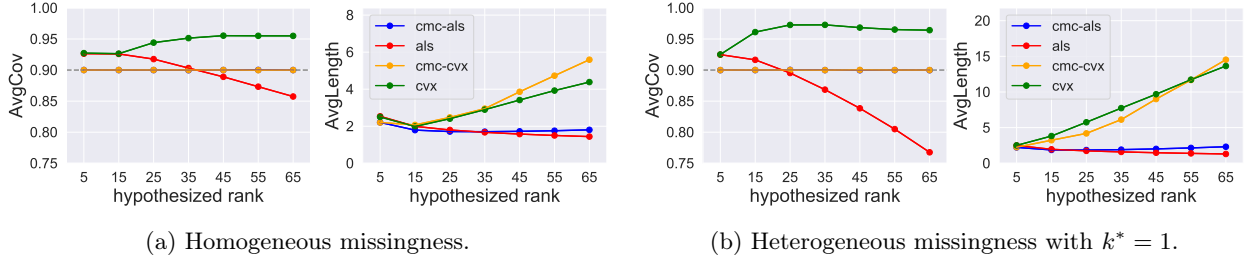 AvgCov
1.00
0.95
0.90
0.85
0.80
0.75
5 15 25 35 45 55 65
hypothesized rank
AvgLength
8
6
4
2
0
cmc-als
als
cmc-cvx
cvx
5 15 25 35 45 55 65
hypothesized rank
AvgCov
1.00
0.95
0.90
0.85
0.80
0.75
5 15 25 35 45 55 65
hypothesized rank
AvgLength
20
15
10
5
0
cmc-als
als
cmc-cvx
cvx
5 15 25 35 45 55 65
hypothesized rank
(a) Homogeneous missingness.
(b) Heterogeneous missingness with k* = 1.